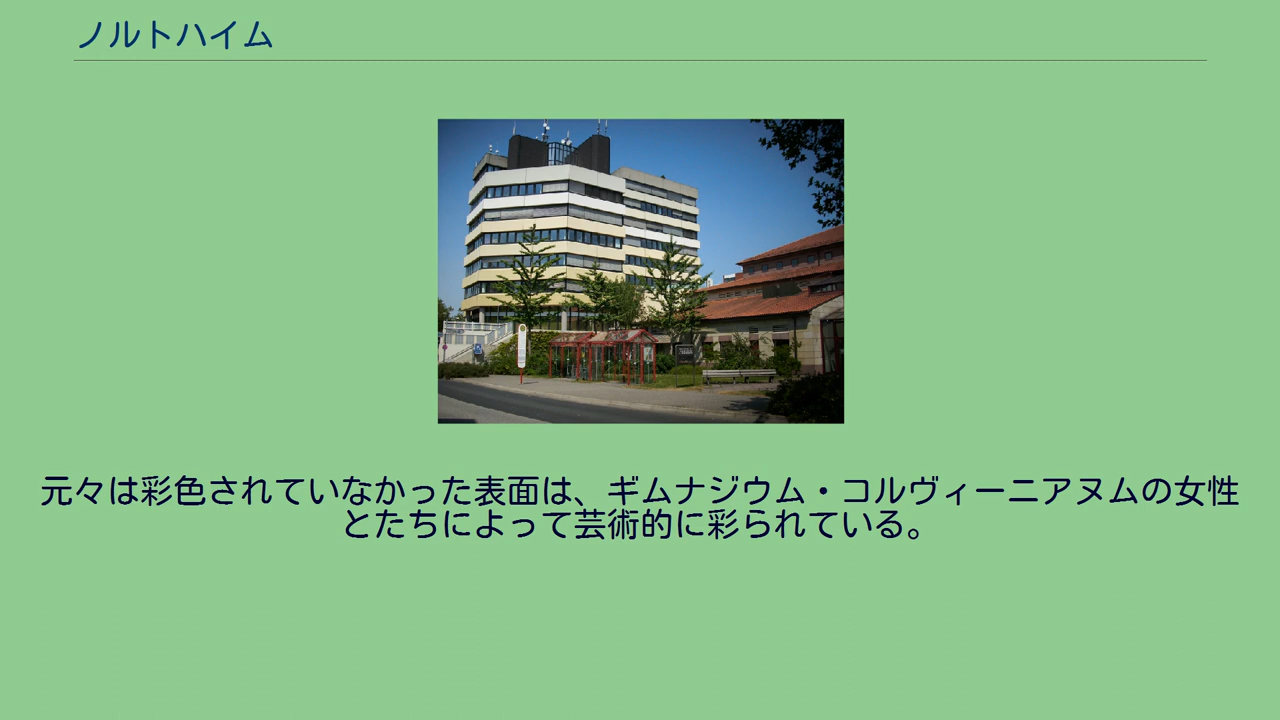 ノルトハイム
元々は彩色されていなかった表面は、ギムナジウム・コルヴィーニアヌムの女性
とたちによって芸術的に彩られている。